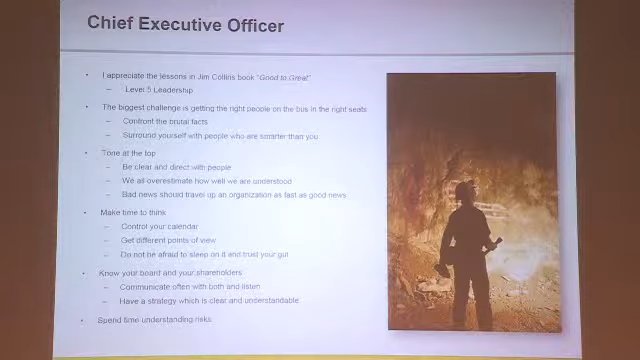 Chief Executive Officer
• I appreciate the lessons in Jim Collins book "Good to Great"
– Level 5 Leadership
• The biggest challenge is getting the right people on the bus in the right seats
– Confront the brutal facts
– Surround yourself with people who are smarter than you
• Tone at the top
– Be clear and direct with people
– We all overestimate how well we are understood
– Bad news should travel up an organization as fast as good news
• Make time to think
– Control your calendar
– Get different points of view
– Do not be afraid to sleep on it and trust your gut
• Know your board and your shareholders
– Communicate often with both and listen
– Have a strategy which is clear and understandable
• Spend time understanding risks